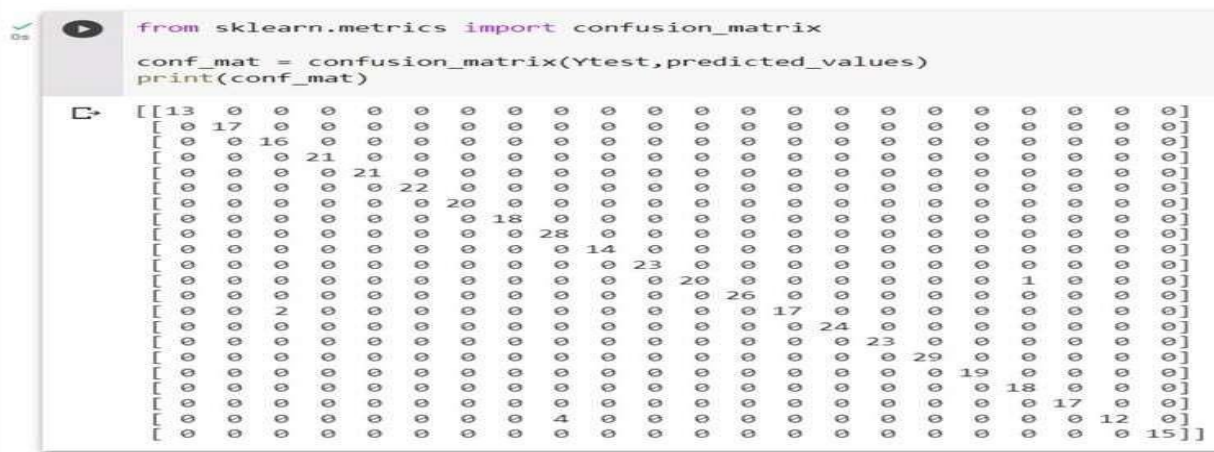 0s
from sklearn.metrics import confusion_matrix
conf_mat = confusion_matrix(Ytest,predicted_values)
print(conf_mat)
[[13 0 0 0 0 0 0 0 0 0 0 0 0 0 0 0 0 0 0 0 0 0]
[ 0 17 0 0 0 0 0 0 0 0 0 0 0 0 0 0 0 0 0 0 0 0]
[ 0 0 16 0 0 0 0 0 0 0 0 0 0 0 0 0 0 0 0 0 0 0]
[ 0 0 0 21 0 0 0 0 0 0 0 0 0 0 0 0 0 0 0 0 0 0]
[ 0 0 0 0 21 0 0 0 0 0 0 0 0 0 0 0 0 0 0 0 0 0]
[ 0 0 0 0 0 22 0 0 0 0 0 0 0 0 0 0 0 0 0 0 0 0]
[ 0 0 0 0 0 0 20 0 0 0 0 0 0 0 0 0 0 0 0 0 0 0]
[ 0 0 0 0 0 0 0 18 0 0 0 0 0 0 0 0 0 0 0 0 0 0]
[ 0 0 0 0 0 0 0 0 28 0 0 0 0 0 0 0 0 0 0 0 0 0]
[ 0 0 0 0 0 0 0 0 0 14 0 0 0 0 0 0 0 0 0 0 0 0]
[ 0 0 0 0 0 0 0 0 0 0 23 0 0 0 0 0 0 0 0 0 0 0]
[ 0 0 0 0 0 0 0 0 0 0 0 20 0 0 0 0 0 0 1 0 0 0]
[ 0 0 0 0 0 0 0 0 0 0 0 0 26 0 0 0 0 0 0 0 0 0]
[ 0 0 2 0 0 0 0 0 0 0 0 0 0 17 0 0 0 0 0 0 0 0]
[ 0 0 0 0 0 0 0 0 0 0 0 0 0 0 24 0 0 0 0 0 0 0]
[ 0 0 0 0 0 0 0 0 0 0 0 0 0 0 0 23 0 0 0 0 0 0]
[ 0 0 0 0 0 0 0 0 0 0 0 0 0 0 0 0 29 0 0 0 0 0]
[ 0 0 0 0 0 0 0 0 0 0 0 0 0 0 0 0 0 19 0 0 0 0]
[ 0 0 0 0 0 0 0 0 0 0 0 0 0 0 0 0 0 0 18 0 0 0]
[ 0 0 0 0 0 0 0 0 0 0 0 0 0 0 0 0 0 0 0 17 0 0]
[ 0 0 0 0 0 0 0 0 4 0 0 0 0 0 0 0 0 0 0 0 12 0]
[ 0 0 0 0 0 0 0 0 0 0 0 0 0 0 0 0 0 0 0 0 0 15]]